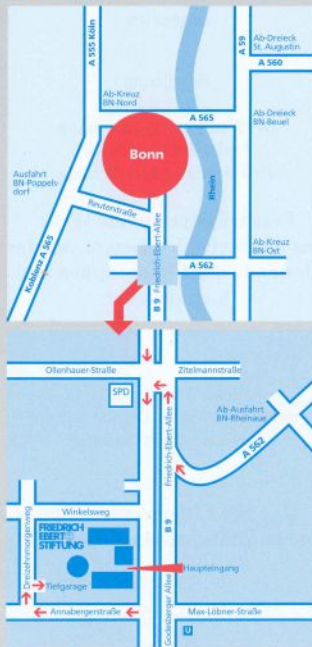 A 555 Köln
A 59
Ab-Dreieck
St. Augustin
A 560
Ab-Kreuz
BN-Nord
A 565
Ab-Dreieck
BN-Beuel
Bonn
Ausfahrt
BN-Poppels-
dorf
Rhein
Reuterstraße
Koblenz A 565
Friedrich-Ebert-Allee
Ab-Kreuz
BN-Ost
A 562
B 9
Ollenhauer-Straße
Zitelmannstraße
SPD
Friedrich-Ebert-Allee
Ab-Ausfahrt
BN-Rheinaue
A 562
Winkelsweg
B 9
Dreizehnmorgenweg
FRIEDRICH
EBERT
STIFTUNG
Haupteingang
Tiefgarage
Godesberger Allee
Annabergerstraße
Max-Löbner-Straße
U